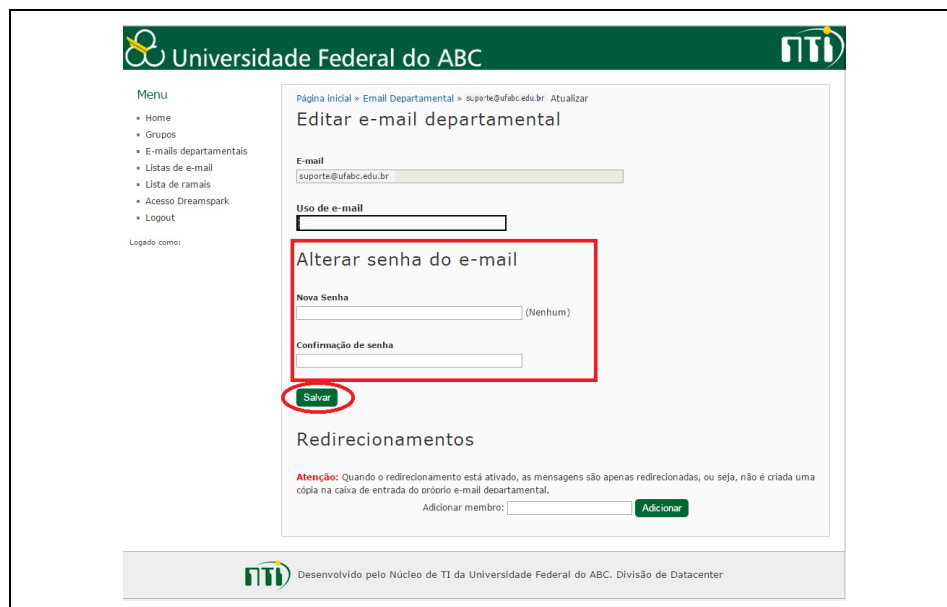 Universidade Federal do ABC
nti
Menu
Home
Grupos
E-mails departamentais
Listas de e-mail
Lista de ramais
Acesso Dreamspark
Logout
Logado como:
Página inicial » Email Departamental » suporte@ufabc.edu.br Atualizar
Editar e-mail departamental
E-mail
suporte@ufabc.edu.br
Uso de e-mail
Alterar senha do e-mail
Nova Senha
(Nenhum)
Confirmação de senha
Salvar
Redirecionamentos
Atenção: Quando o redirecionamento está ativado, as mensagens são apenas redirecionadas, ou seja, não é criada uma
cópia na caixa de entrada do próprio e-mail departamental.
Adicionar membro: Adicionar
nti Desenvolvido pelo Núcleo de TI da Universidade Federal do ABC. Divisão de Datacenter